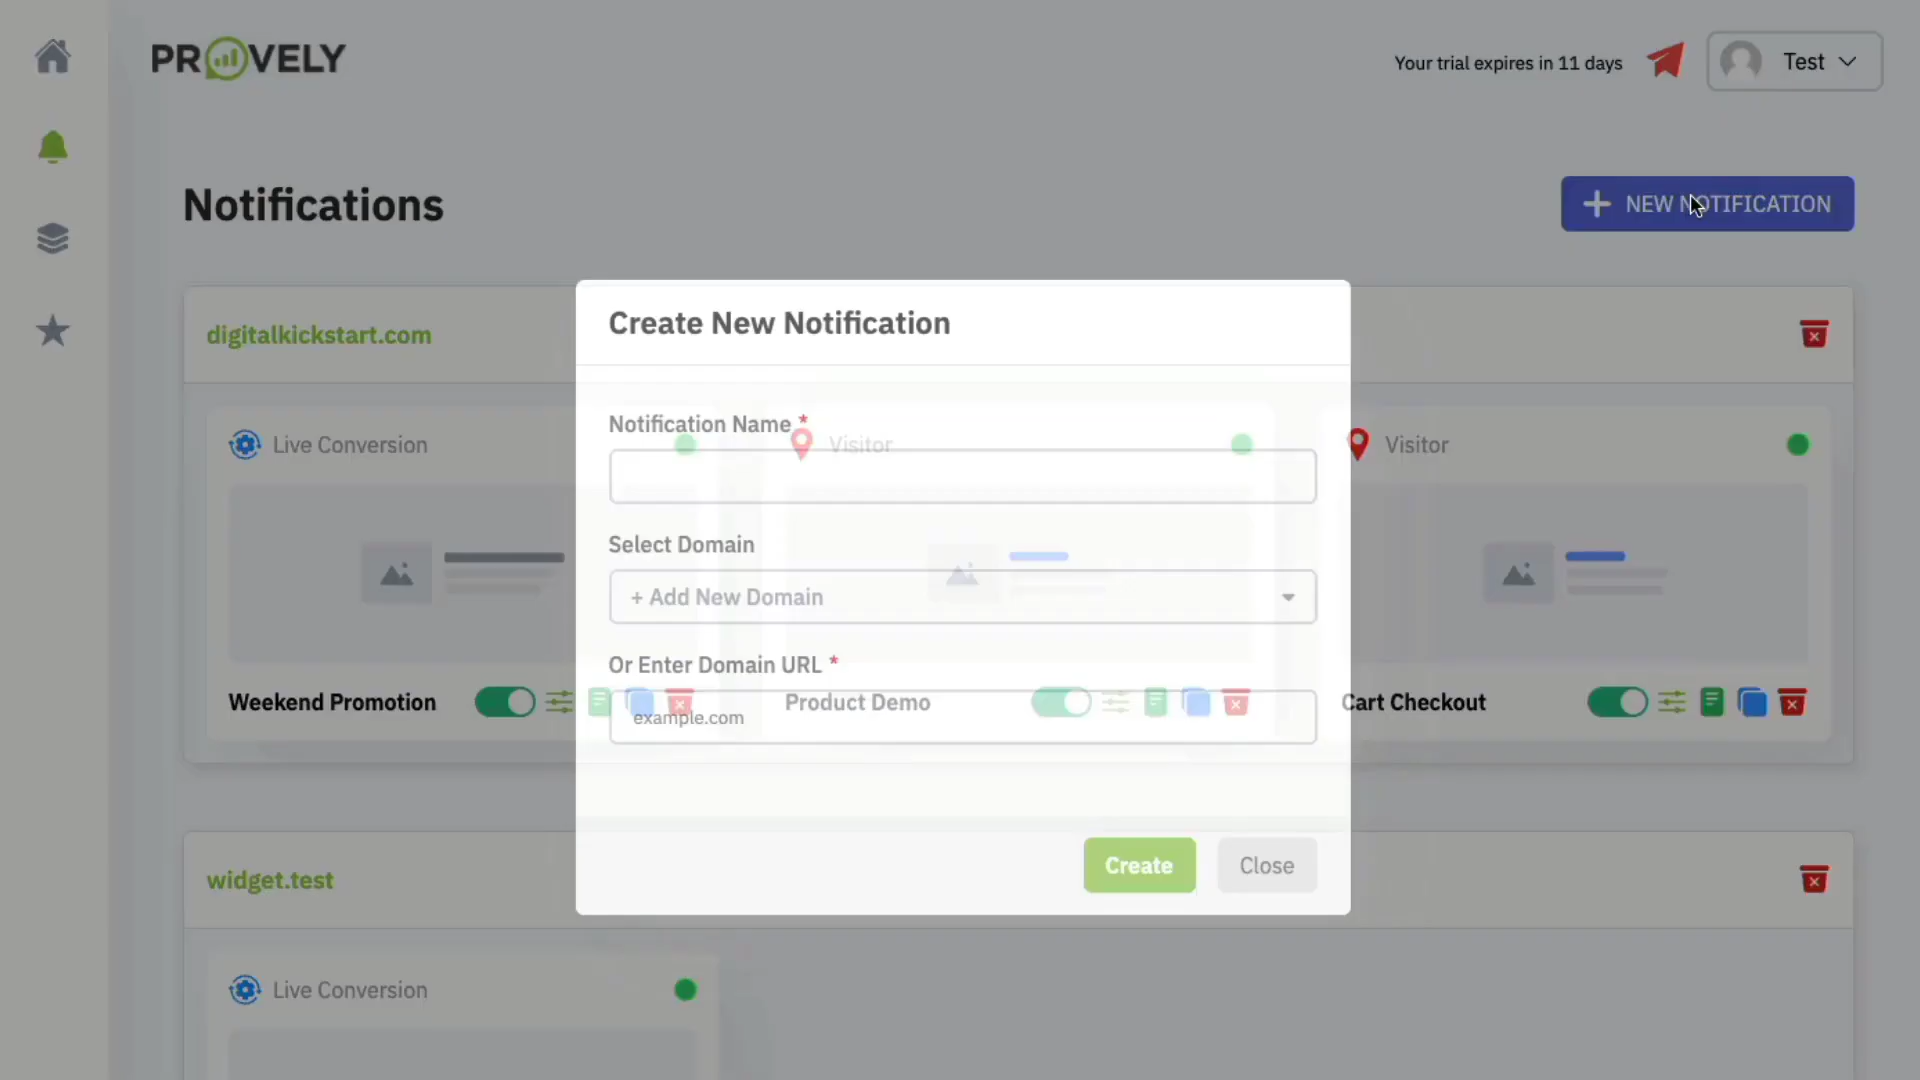 PROVELY
Your trial expires in 11 days
Test
Notifications
NEW NOTIFICATION
digitalkickstart.com
Create New Notification
Notification Name *
Live Conversion
Visitor
Visitor
Select Domain
+ Add New Domain
Or Enter Domain URL *
Weekend Promotion
Product Demo
Cart Checkout
example.com
Create
Close
widget.test
Live Conversion